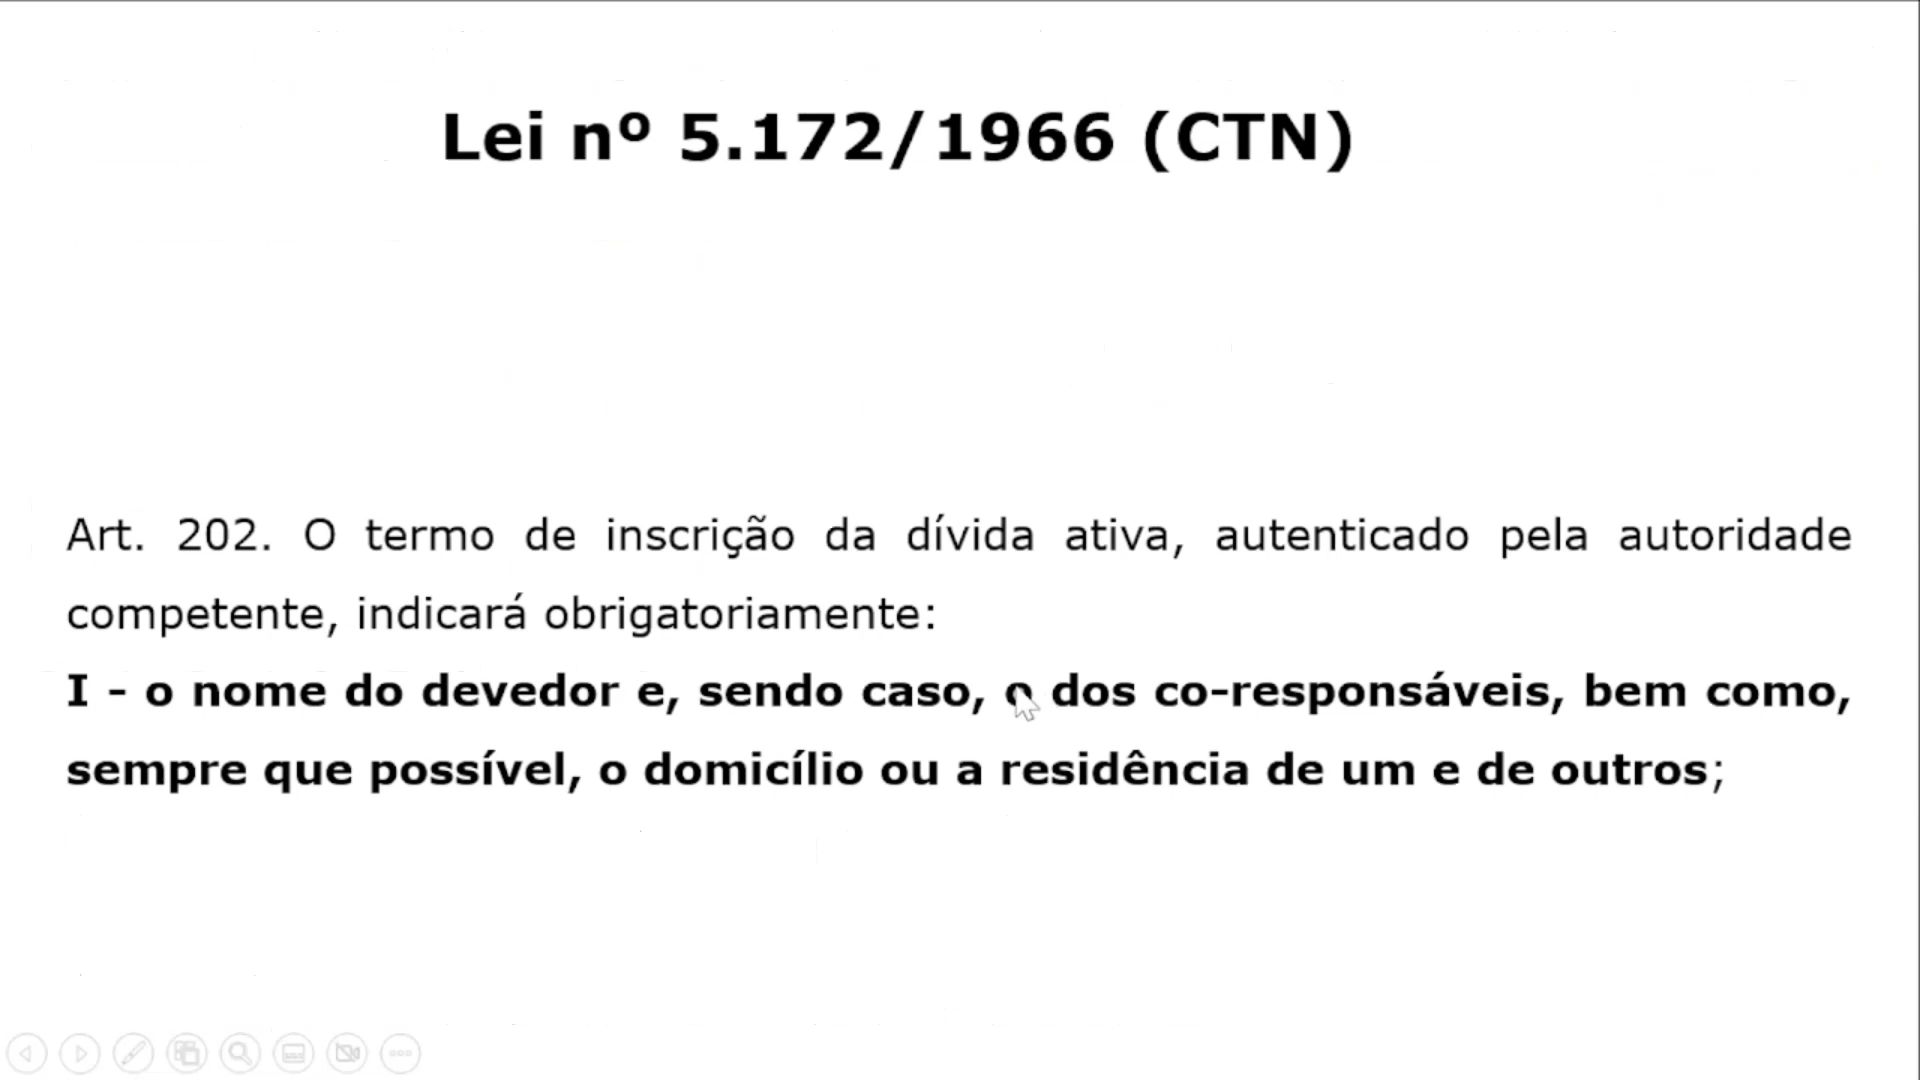 Lei nº 5.172/1966 (CTN)
Art. 202. O termo de inscrição da dívida ativa, autenticado pela autoridade
competente, indicará obrigatoriamente:
I - o nome do devedor e, sendo caso, o dos co-responsáveis, bem como,
sempre que possível, o domicílio ou a residência de um e de outros;